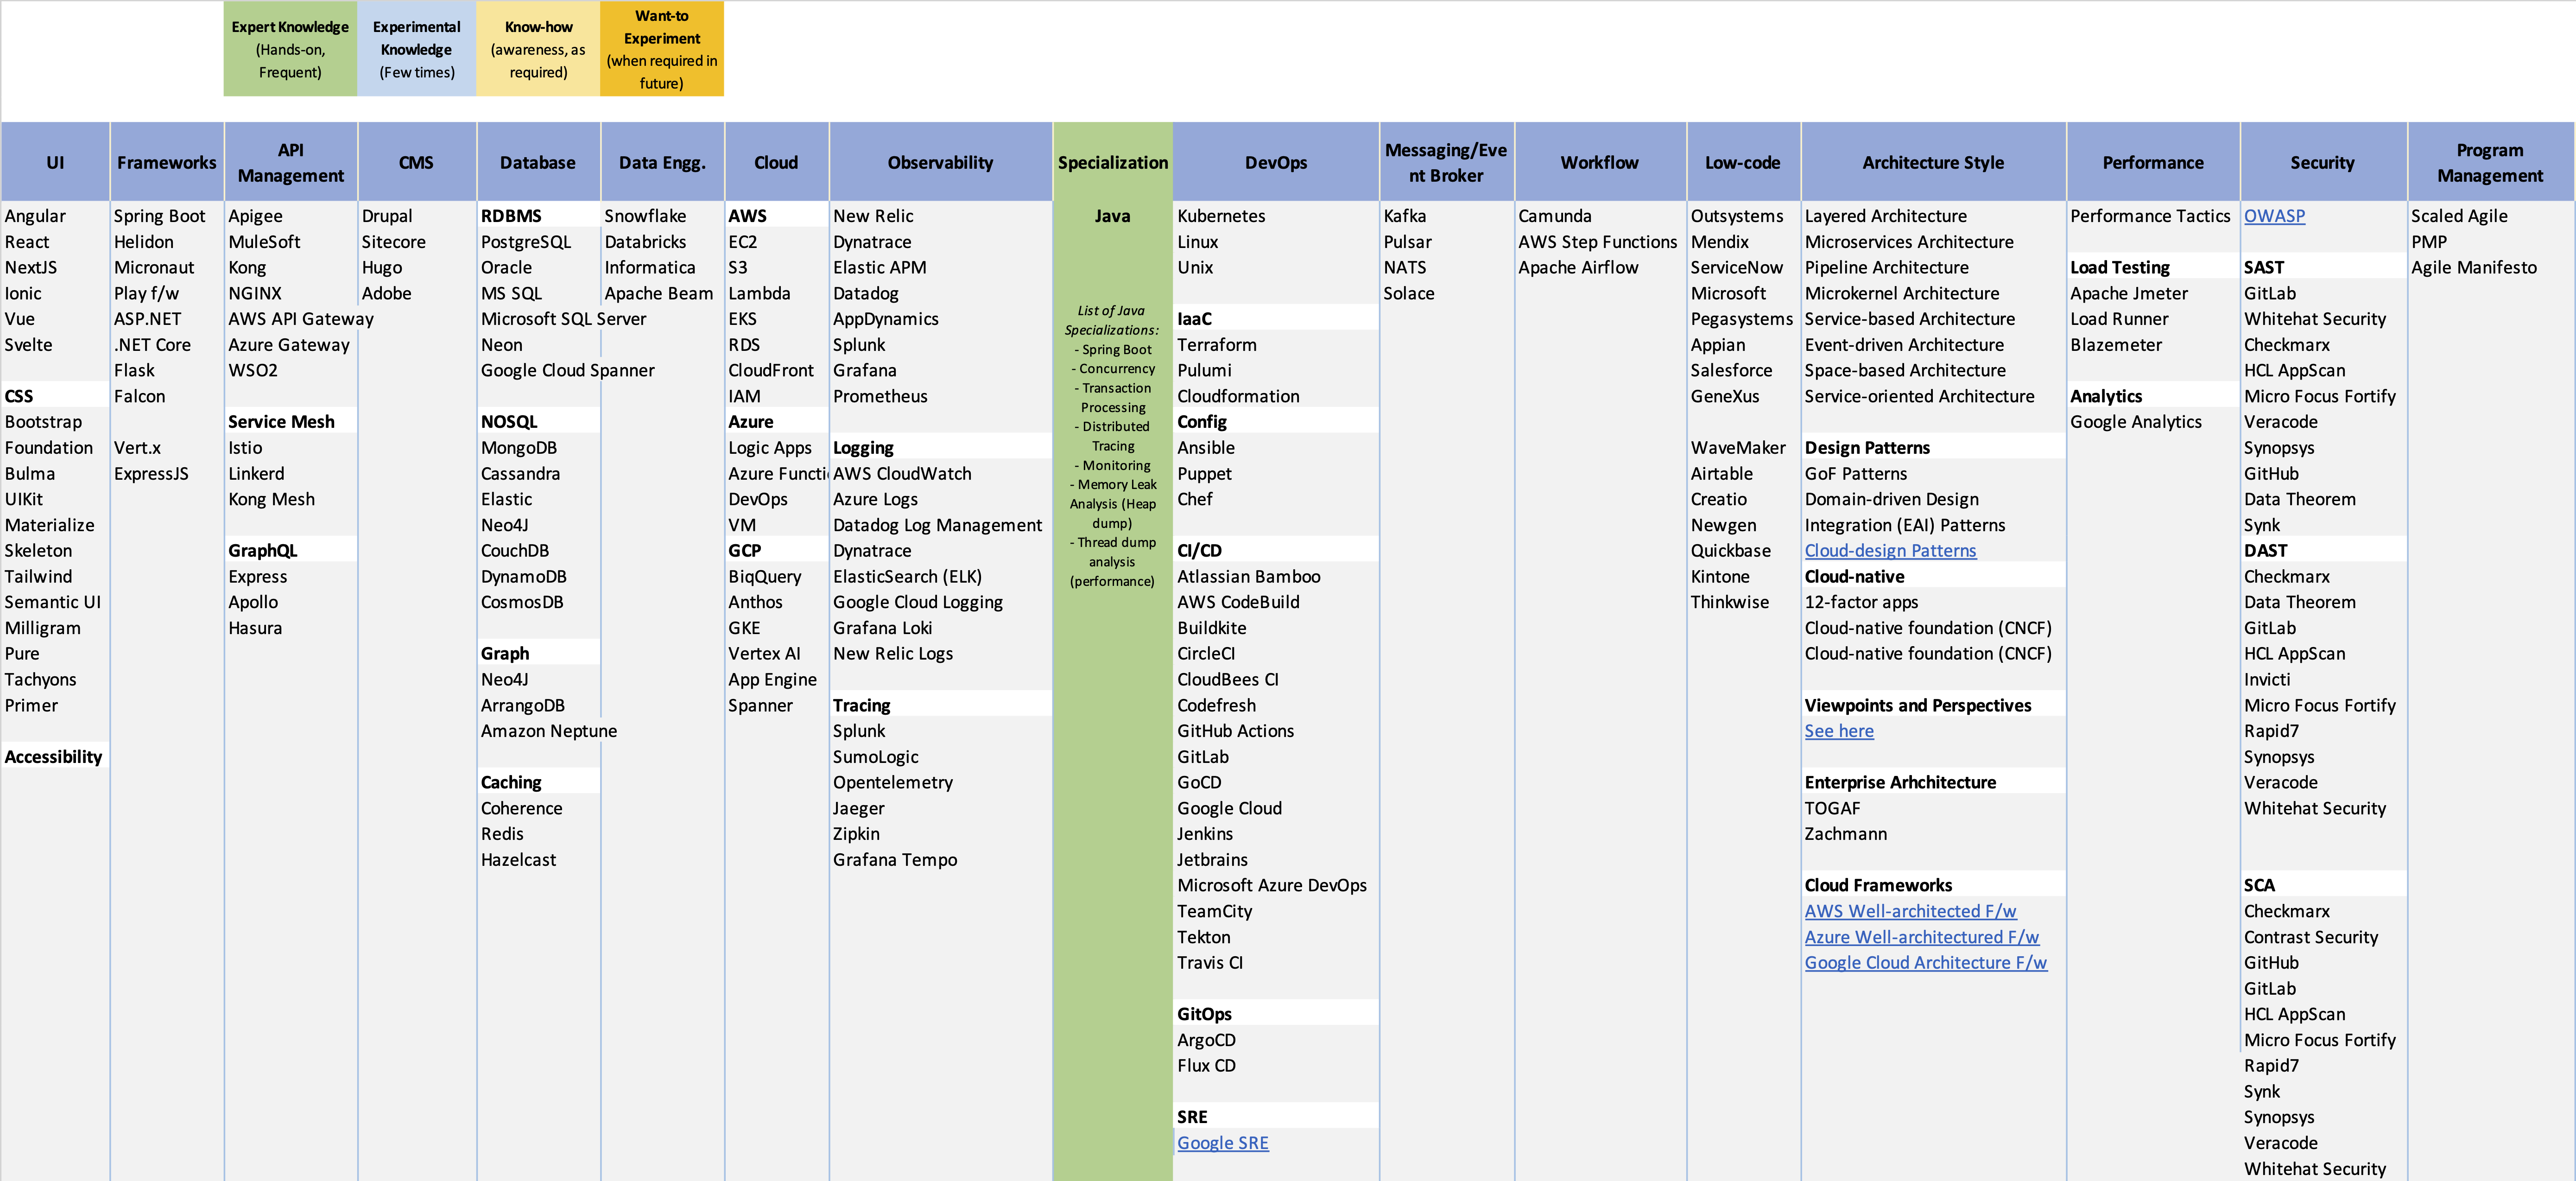 Expert Knowledge
(Hands-on,
Frequent)
Experimental
Knowledge
(Few times)
Know-how
(awareness, as
required)
Want-to
Experiment
(when required in
future)
UI
Angular
React
NextJS
Ionic
Vue
Svelte
CSS
Bootstrap
Foundation
Bulma
UIKit
Materialize
Skeleton
Tailwind
Semantic UI
Milligram
Pure
Tachyons
Primer
Accessibility
Frameworks
Spring Boot
Helidon
Micronaut
Play f/w
ASP.NET
.NET Core
Flask
Falcon
Vert.x
ExpressJS
API
Management
Apigee
MuleSoft
Kong
NGINX
AWS API Gateway
Azure Gateway
WSO2
Service Mesh
Istio
Linkerd
Kong Mesh
GraphQL
Express
Apollo
Hasura
CMS
Drupal
Sitecore
Hugo
Adobe
Database
RDBMS
PostgreSQL
Oracle
MS SQL
Microsoft SQL Server
Neon
Google Cloud Spanner
NOSQL
MongoDB
Cassandra
Elastic
Neo4J
CouchDB
DynamoDB
CosmosDB
Graph
Neo4J
ArrangoDB
Amazon Neptune
Caching
Coherence
Redis
Hazelcast
Data Engg.
Snowflake
Databricks
Informatica
Apache Beam
Cloud
AWS
EC2
S3
Lambda
EKS
RDS
CloudFront
IAM
Azure
Logic Apps
Azure Functi
DevOps
VM
GCP
BiqQuery
Anthos
GKE
Vertex AI
App Engine
Spanner
Observability
New Relic
Dynatrace
Elastic APM
Datadog
AppDynamics
Splunk
Grafana
Prometheus
Logging
AWS CloudWatch
Azure Logs
Datadog Log Management
Dynatrace
ElasticSearch (ELK)
Google Cloud Logging
Grafana Loki
New Relic Logs
Tracing
Splunk
SumoLogic
Opentelemetry
Jaeger
Zipkin
Grafana Tempo
Specialization
Java
List of Java
Specializations:
- Spring Boot
- Concurrency
- Transaction
Processing
- Distributed
Tracing
- Monitoring
- Memory Leak
Analysis (Heap
dump)
- Thread dump
analysis
(performance)
DevOps
Kubernetes
Linux
Unix
IaaC
Terraform
Pulumi
Cloudformation
Config
Ansible
Puppet
Chef
CI/CD
Atlassian Bamboo
AWS CodeBuild
Buildkite
CircleCI
CloudBees CI
Codefresh
GitHub Actions
GitLab
GoCD
Google Cloud
Jenkins
Jetbrains
Microsoft Azure DevOps
TeamCity
Tekton
Travis CI
GitOps
ArgoCD
Flux CD
SRE
Google SRE
Messaging/Eve
nt Broker
Kafka
Pulsar
NATS
Solace
Workflow
Camunda
AWS Step Functions
Apache Airflow
Low-code
Outsystems
Mendix
ServiceNow
Microsoft
Pegasystems
Appian
Salesforce
GeneXus
WaveMaker
Airtable
Creatio
Newgen
Quickbase
Kintone
Thinkwise
Architecture Style
Layered Architecture
Microservices Architecture
Pipeline Architecture
Microkernel Architecture
Service-based Architecture
Event-driven Architecture
Space-based Architecture
Service-oriented Architecture
Design Patterns
GoF Patterns
Domain-driven Design
Integration (EAI) Patterns
Cloud-design Patterns
Cloud-native
12-factor apps
Cloud-native foundation (CNCF)
Cloud-native foundation (CNCF)
Viewpoints and Perspectives
See here
Enterprise Arhchitecture
TOGAF
Zachmann
Cloud Frameworks
AWS Well-architected F/w
Azure Well-architectured F/w
Google Cloud Architecture F/w
Performance
Performance Tactics
Load Testing
Apache Jmeter
Load Runner
Blazemeter
Analytics
Google Analytics
Security
OWASP
SAST
GitLab
Whitehat Security
Checkmarx
HCL AppScan
Micro Focus Fortify
Veracode
Synopsys
GitHub
Data Theorem
Synk
DAST
Checkmarx
Data Theorem
GitLab
HCL AppScan
Invicti
Micro Focus Fortify
Rapid7
Synopsys
Veracode
Whitehat Security
SCA
Checkmarx
Contrast Security
GitHub
GitLab
HCL AppScan
Micro Focus Fortify
Rapid7
Synk
Synopsys
Veracode
Whitehat Security
Program
Management
Scaled Agile
PMP
Agile Manifesto